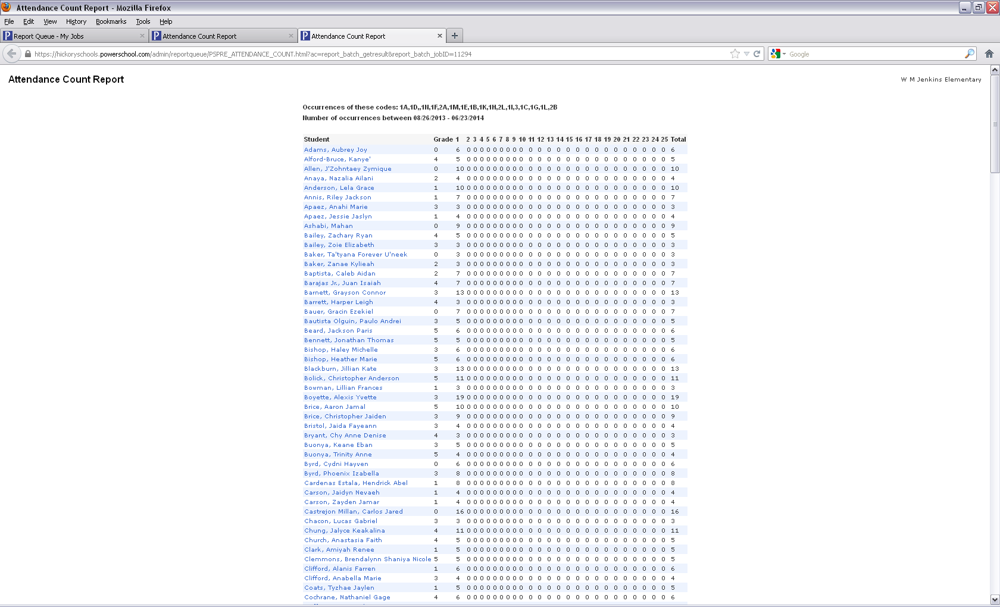 Attendance Count Report - Mozilla Firefox
File Edit View History Bookmarks Tools Help
Report Queue - My Jobs Attendance Count Report Attendance Count Report
https://hickoryschools.powerschool.com/admin/reportqueue/PSPRE_ATTENDANCE_COUNT.html?ac=report_batch_getresult&report_batch_jobID=11294 Google
Attendance Count Report W M Jenkins Elementary
Occurrences of these codes: 1A,1D,,1N,1F,2A,1M,1E,1B,1K,1H,2L,1I,3,1C,1G,1L,2B
Number of occurrences between 08/26/2013 - 06/23/2014
Student Grade 1 2 3 4 5 6 7 8 9 10 11 12 13 14 15 16 17 18 19 20 21 22 23 24 25 Total
Adams, Aubrey Joy 0 6 0 0 0 0 0 0 0 0 0 0 0 0 0 0 0 0 0 0 0 0 0 0 0 0 6
Alford-Bruce, Kanye' 4 5 0 0 0 0 0 0 0 0 0 0 0 0 0 0 0 0 0 0 0 0 0 0 0 0 5
Allen, J'Zohntaey Zymique 0 10 0 0 0 0 0 0 0 0 0 0 0 0 0 0 0 0 0 0 0 0 0 0 0 0 10
Anaya, Nazalia Ailani 2 4 0 0 0 0 0 0 0 0 0 0 0 0 0 0 0 0 0 0 0 0 0 0 0 0 4
Anderson, Lela Grace 1 10 0 0 0 0 0 0 0 0 0 0 0 0 0 0 0 0 0 0 0 0 0 0 0 0 10
Annis, Riley Jackson 1 7 0 0 0 0 0 0 0 0 0 0 0 0 0 0 0 0 0 0 0 0 0 0 0 0 7
Apaez, Anahi Marie 3 3 0 0 0 0 0 0 0 0 0 0 0 0 0 0 0 0 0 0 0 0 0 0 0 0 3
Apaez, Jessie Jaslyn 1 4 0 0 0 0 0 0 0 0 0 0 0 0 0 0 0 0 0 0 0 0 0 0 0 0 4
Ashabi, Mahan 0 9 0 0 0 0 0 0 0 0 0 0 0 0 0 0 0 0 0 0 0 0 0 0 0 0 9
Bailey, Zachary Ryan 4 5 0 0 0 0 0 0 0 0 0 0 0 0 0 0 0 0 0 0 0 0 0 0 0 0 5
Bailey, Zoie Elizabeth 3 3 0 0 0 0 0 0 0 0 0 0 0 0 0 0 0 0 0 0 0 0 0 0 0 0 3
Baker, Ta'tyana Forever U'neek 0 3 0 0 0 0 0 0 0 0 0 0 0 0 0 0 0 0 0 0 0 0 0 0 0 0 3
Baker, Zanae Kylieah 2 3 0 0 0 0 0 0 0 0 0 0 0 0 0 0 0 0 0 0 0 0 0 0 0 0 3
Baptista, Caleb Aidan 2 7 0 0 0 0 0 0 0 0 0 0 0 0 0 0 0 0 0 0 0 0 0 0 0 0 7
Barajas Jr., Juan Isaiah 4 7 0 0 0 0 0 0 0 0 0 0 0 0 0 0 0 0 0 0 0 0 0 0 0 0 7
Barnett, Grayson Connor 3 13 0 0 0 0 0 0 0 0 0 0 0 0 0 0 0 0 0 0 0 0 0 0 0 0 13
Barrett, Harper Leigh 4 3 0 0 0 0 0 0 0 0 0 0 0 0 0 0 0 0 0 0 0 0 0 0 0 0 3
Bauer, Gracin Ezekiel 0 7 0 0 0 0 0 0 0 0 0 0 0 0 0 0 0 0 0 0 0 0 0 0 0 0 7
Bautista Olguin, Paulo Andrei 3 5 0 0 0 0 0 0 0 0 0 0 0 0 0 0 0 0 0 0 0 0 0 0 0 0 5
Beard, Jackson Paris 5 6 0 0 0 0 0 0 0 0 0 0 0 0 0 0 0 0 0 0 0 0 0 0 0 0 6
Bennett, Jonathan Thomas 5 5 0 0 0 0 0 0 0 0 0 0 0 0 0 0 0 0 0 0 0 0 0 0 0 0 5
Bishop, Haley Michelle 3 6 0 0 0 0 0 0 0 0 0 0 0 0 0 0 0 0 0 0 0 0 0 0 0 0 6
Bishop, Heather Marie 5 6 0 0 0 0 0 0 0 0 0 0 0 0 0 0 0 0 0 0 0 0 0 0 0 0 6
Blackburn, Jillian Kate 3 13 0 0 0 0 0 0 0 0 0 0 0 0 0 0 0 0 0 0 0 0 0 0 0 0 13
Bolick, Christopher Anderson 5 11 0 0 0 0 0 0 0 0 0 0 0 0 0 0 0 0 0 0 0 0 0 0 0 0 11
Bowman, Lillian Frances 1 3 0 0 0 0 0 0 0 0 0 0 0 0 0 0 0 0 0 0 0 0 0 0 0 0 3
Boyette, Alexis Yvette 3 19 0 0 0 0 0 0 0 0 0 0 0 0 0 0 0 0 0 0 0 0 0 0 0 0 19
Brice, Aaron Jamal 5 10 0 0 0 0 0 0 0 0 0 0 0 0 0 0 0 0 0 0 0 0 0 0 0 0 10
Brice, Christopher Jaiden 3 9 0 0 0 0 0 0 0 0 0 0 0 0 0 0 0 0 0 0 0 0 0 0 0 0 9
Bristol, Jaida Fayeann 3 4 0 0 0 0 0 0 0 0 0 0 0 0 0 0 0 0 0 0 0 0 0 0 0 0 4
Bryant, Chy Anne Denise 4 3 0 0 0 0 0 0 0 0 0 0 0 0 0 0 0 0 0 0 0 0 0 0 0 0 3
Buonya, Keane Eban 3 5 0 0 0 0 0 0 0 0 0 0 0 0 0 0 0 0 0 0 0 0 0 0 0 0 5
Buonya, Trinity Anne 5 4 0 0 0 0 0 0 0 0 0 0 0 0 0 0 0 0 0 0 0 0 0 0 0 0 4
Byrd, Cydni Hayven 0 6 0 0 0 0 0 0 0 0 0 0 0 0 0 0 0 0 0 0 0 0 0 0 0 0 6
Byrd, Phoenix Izabella 3 8 0 0 0 0 0 0 0 0 0 0 0 0 0 0 0 0 0 0 0 0 0 0 0 0 8
Cardenas Estala, Hendrick Abel 1 8 0 0 0 0 0 0 0 0 0 0 0 0 0 0 0 0 0 0 0 0 0 0 0 0 8
Carson, Jaidyn Nevaeh 1 4 0 0 0 0 0 0 0 0 0 0 0 0 0 0 0 0 0 0 0 0 0 0 0 0 4
Carson, Zayden Jamar 1 4 0 0 0 0 0 0 0 0 0 0 0 0 0 0 0 0 0 0 0 0 0 0 0 0 4
Castrejon Millan, Carlos Jared 0 16 0 0 0 0 0 0 0 0 0 0 0 0 0 0 0 0 0 0 0 0 0 0 0 0 16
Chacon, Lucas Gabriel 3 3 0 0 0 0 0 0 0 0 0 0 0 0 0 0 0 0 0 0 0 0 0 0 0 0 3
Chung, Jalyce Keakalina 4 11 0 0 0 0 0 0 0 0 0 0 0 0 0 0 0 0 0 0 0 0 0 0 0 0 11
Church, Anastasia Faith 4 5 0 0 0 0 0 0 0 0 0 0 0 0 0 0 0 0 0 0 0 0 0 0 0 0 5
Clark, Amiyah Renee 1 5 0 0 0 0 0 0 0 0 0 0 0 0 0 0 0 0 0 0 0 0 0 0 0 0 5
Clemmons, Brendalynn Shaniya Nicole 5 5 0 0 0 0 0 0 0 0 0 0 0 0 0 0 0 0 0 0 0 0 0 0 0 0 5
Clifford, Alanis Farren 1 6 0 0 0 0 0 0 0 0 0 0 0 0 0 0 0 0 0 0 0 0 0 0 0 0 6
Clifford, Anabella Marie 3 4 0 0 0 0 0 0 0 0 0 0 0 0 0 0 0 0 0 0 0 0 0 0 0 0 4
Coats, Tyzhae Jaylen 1 5 0 0 0 0 0 0 0 0 0 0 0 0 0 0 0 0 0 0 0 0 0 0 0 0 5
Cochrane, Nathaniel Gage 4 6 0 0 0 0 0 0 0 0 0 0 0 0 0 0 0 0 0 0 0 0 0 0 0 0 6